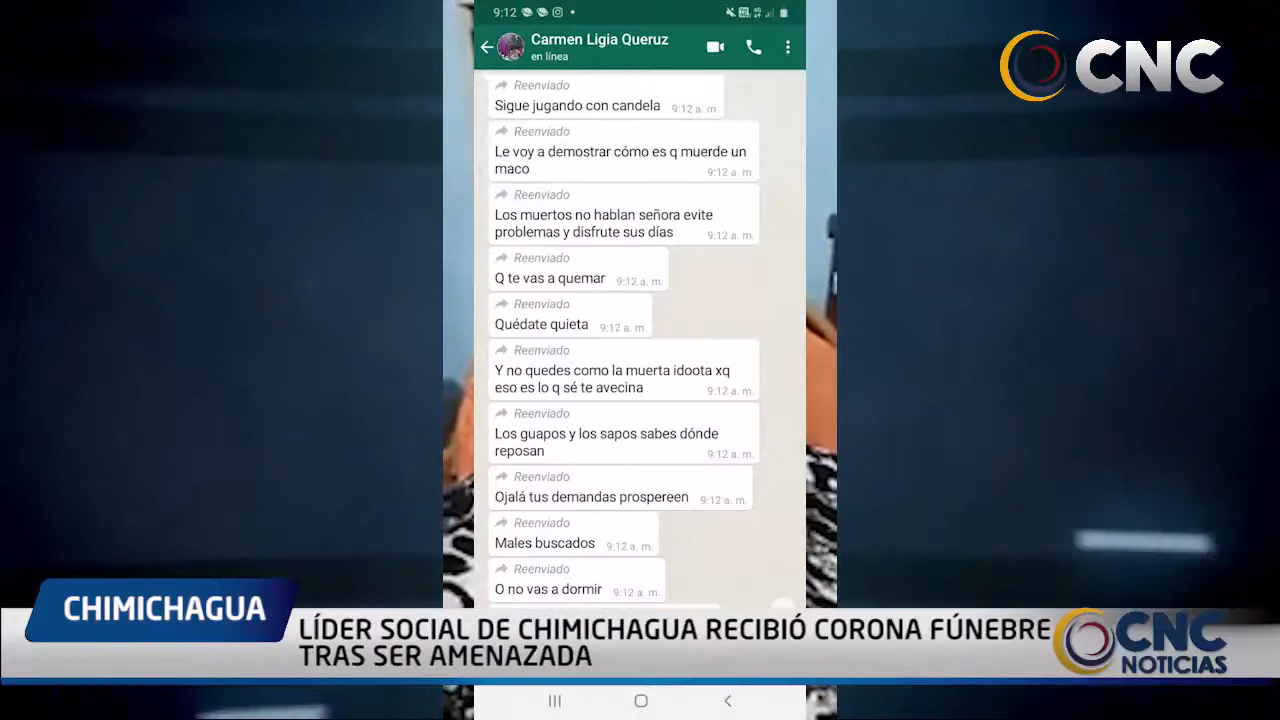 9:12
Carmen Ligia Queruz
en línea
CNC
Reenviado
Sigue jugando con candela 9:12 a. m.
Reenviado
Le voy a demostrar cómo es q muerde un
maco 9:12 a. m.
Reenviado
Los muertos no hablan señora evite
problemas y disfrute sus días 9:12 a. m.
Reenviado
Q te vas a quemar 9:12 a. m.
Reenviado
Quédate quieta 9:12 a. m.
Reenviado
Y no quedes como la muerta idoota xq
eso es lo q sé te avecina 9:12 a. m.
Reenviado
Los guapos y los sapos sabes dónde
reposan 9:12 a. m.
Reenviado
Ojalá tus demandas prospereen 9:12 a. m.
Reenviado
Males buscados 9:12 a. m.
Reenviado
O no vas a dormir 9:12 a. m.
CHIMICHAGUA
LÍDER SOCIAL DE CHIMICHAGUA RECIBIÓ CORONA FÚNEBRE
TRAS SER AMENAZADA
CNC
NOTICIAS